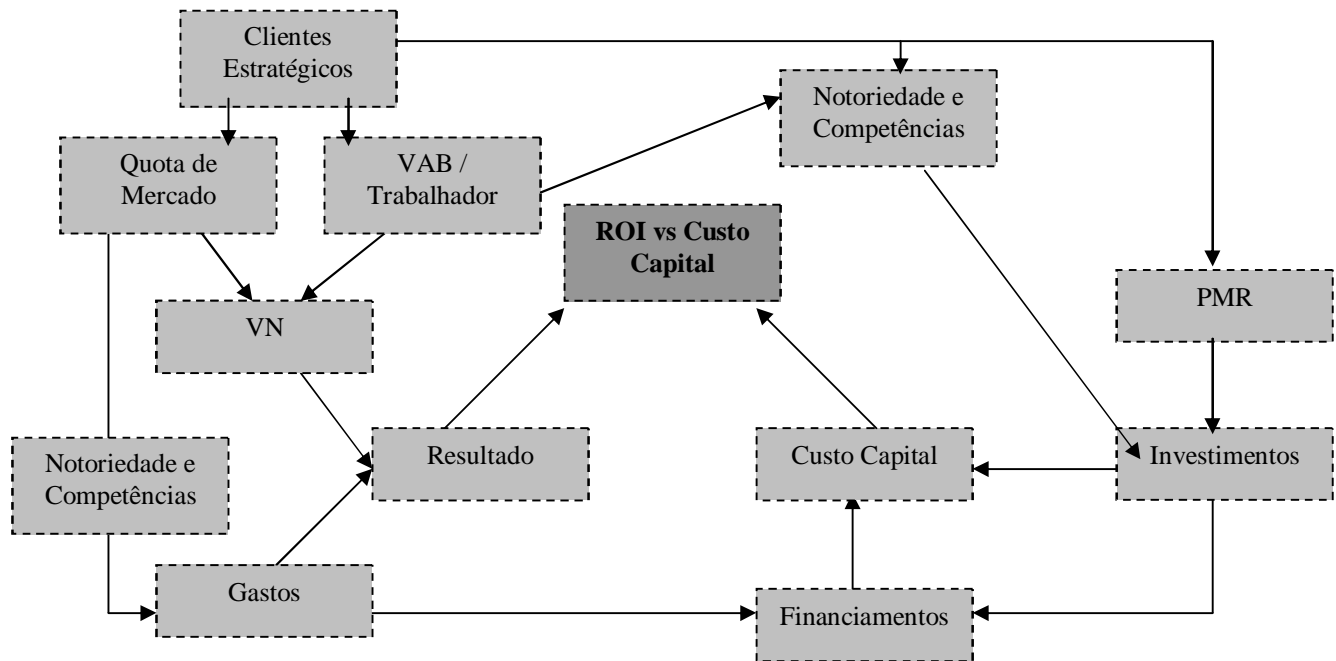 Clientes
Estratégicos
Notoriedade e
Competências
Quota de
Mercado
VAB /
Trabalhador
ROI vs Custo
Capital
PMR
VN
Notoriedade e
Competências
Resultado
Custo Capital
Investimentos
Gastos
Financiamentos